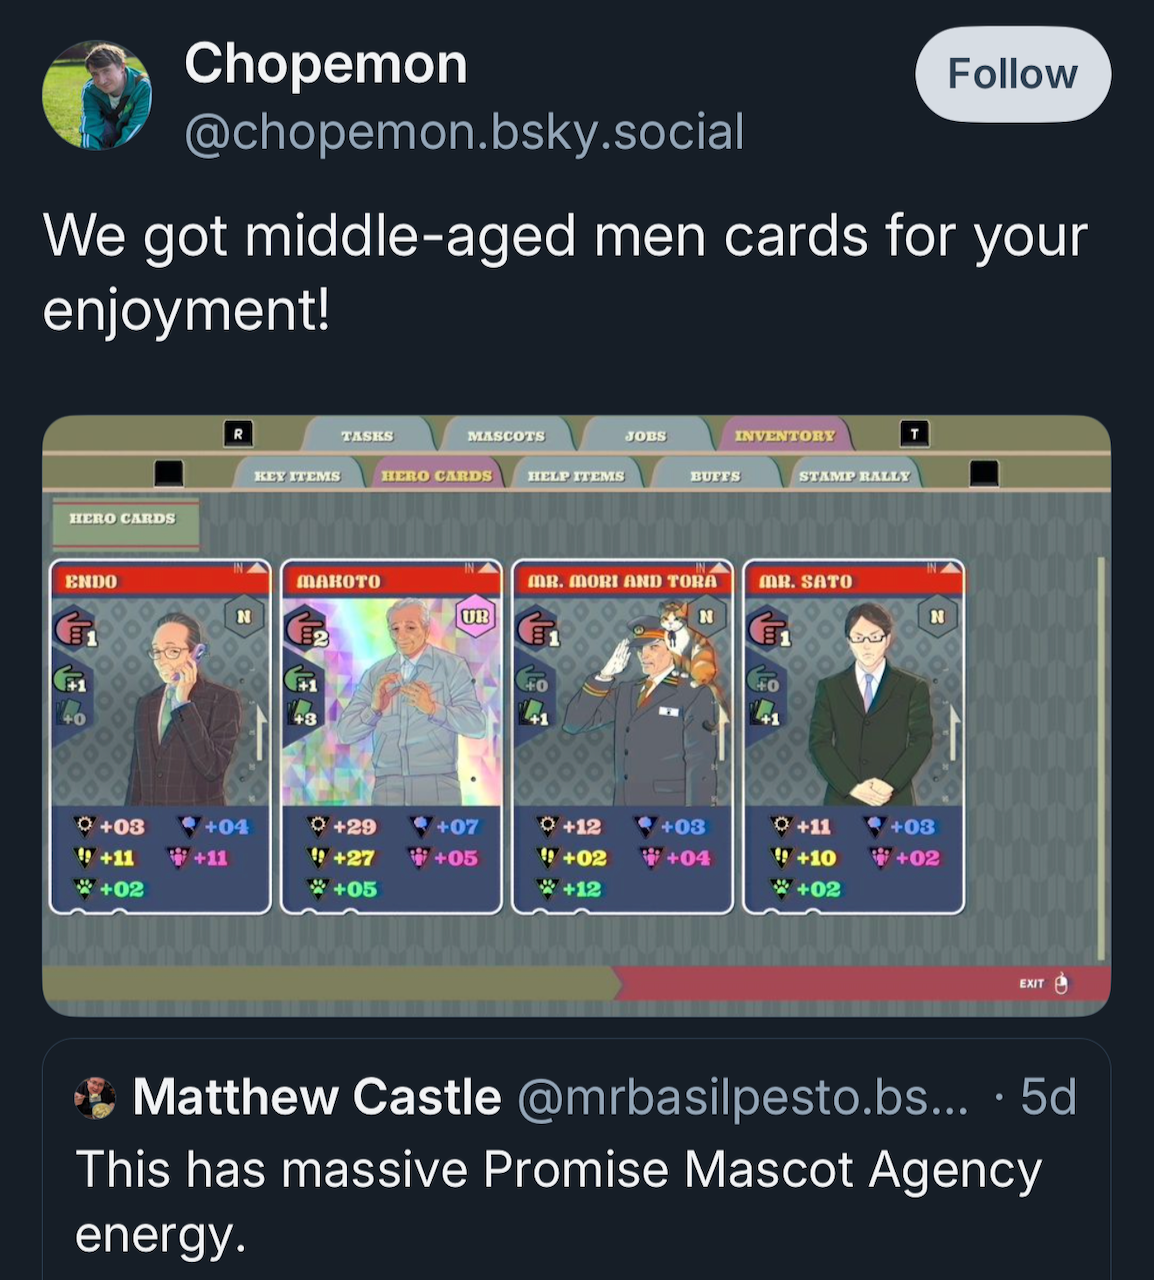 Chopemon
Follow
@chopemon.bsky.social
We got middle-aged men cards for your
enjoyment!
R TASKS MASCOTS JOBS INVENTORY T
KEY ITEMS HERO CARDS HELP ITEMS BUFFS STAMP RALLY
HERO CARDS
IN IN IN IN
ENDO MAKOTO MR. MORI AND TORA MR. SATO
N UR N N
1 2 1 1
+1 +1 +0 +0
+0 +3 +1 +1
+03 +04 +29 +07 +12 +03 +11 +03
+11 +11 +27 +05 +02 +04 +10 +02
+02 +05 +12 +02
EXIT
Matthew Castle @mrbasilpesto.bs... · 5d
This has massive Promise Mascot Agency
energy.